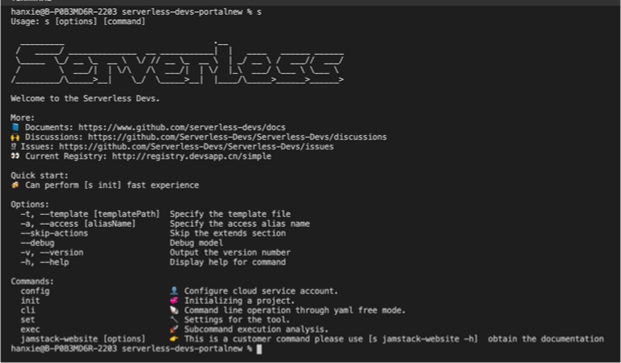 hanxie@B-P0B3MD6R-2203 serverless-devs-portalnew % s
Usage: s [options] [command]
Serverless
Welcome to the Serverless Devs.
More:
📘 Documents: https://www.github.com/serverless-devs/docs
🙌 Discussions: https://github.com/Serverless-Devs/Serverless-Devs/discussions
⁉️ Issues: https://github.com/Serverless-Devs/Serverless-Devs/issues
👀 Current Registry: http://registry.devsapp.cn/simple
Quick start:
🍻 Can perform [s init] fast experience
Options:
-t, --template [templatePath] Specify the template file
-a, --access [aliasName] Specify the access alias name
--skip-actions Skip the extends section
--debug Debug model
-v, --version Output the version number
-h, --help Display help for command
Commands:
config 👤 Configure cloud service account.
init 💞 Initializing a project.
cli 🐚 Command line operation through yaml free mode.
set 🔧 Settings for the tool.
exec 🚀 Subcommand execution analysis.
jamstack-website [options] 👉 This is a customer command please use [s jamstack-website -h] obtain the documentation
hanxie@B-P0B3MD6R-2203 serverless-devs-portalnew %